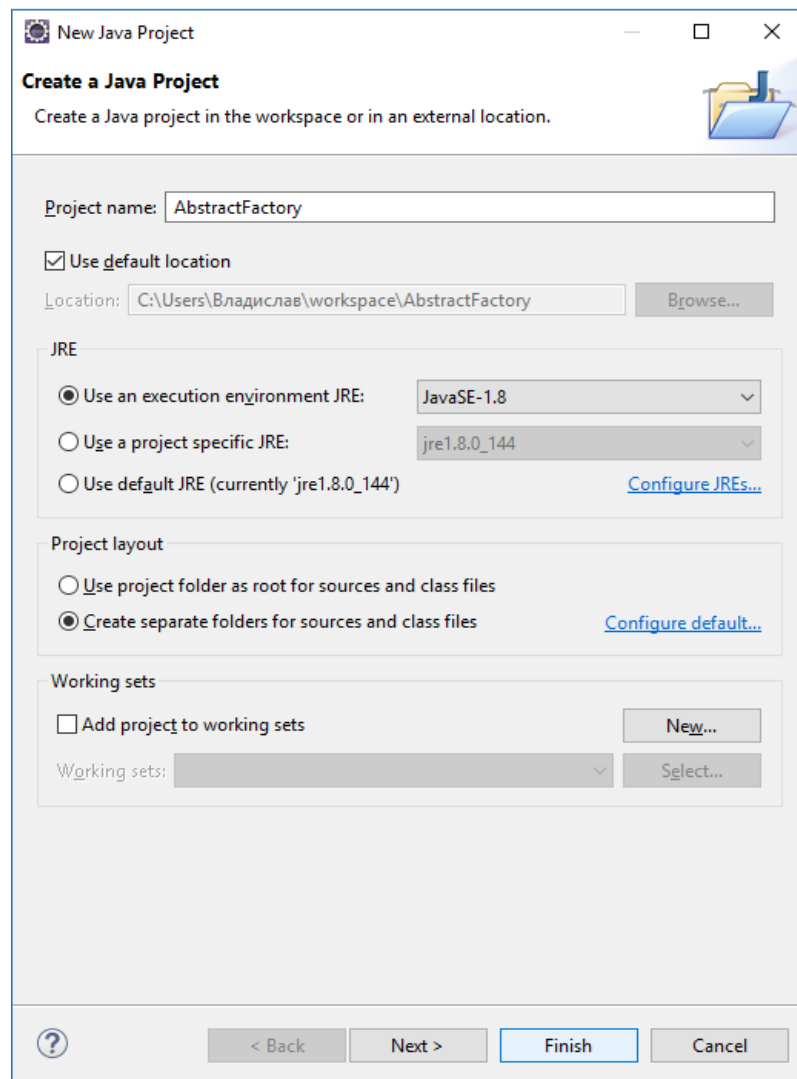 New Java Project
Create a Java Project
Create a Java project in the workspace or in an external location.
Project name: AbstractFactory
Use default location
Location: C:\Users\Владислав\workspace\AbstractFactory Browse...
JRE
Use an execution environment JRE: JavaSE-1.8
Use a project specific JRE: jre1.8.0_144
Use default JRE (currently 'jre1.8.0_144') Configure JREs...
Project layout
Use project folder as root for sources and class files
Create separate folders for sources and class files Configure default...
Working sets
Add project to working sets New...
Working sets: Select...
? < Back Next > Finish Cancel